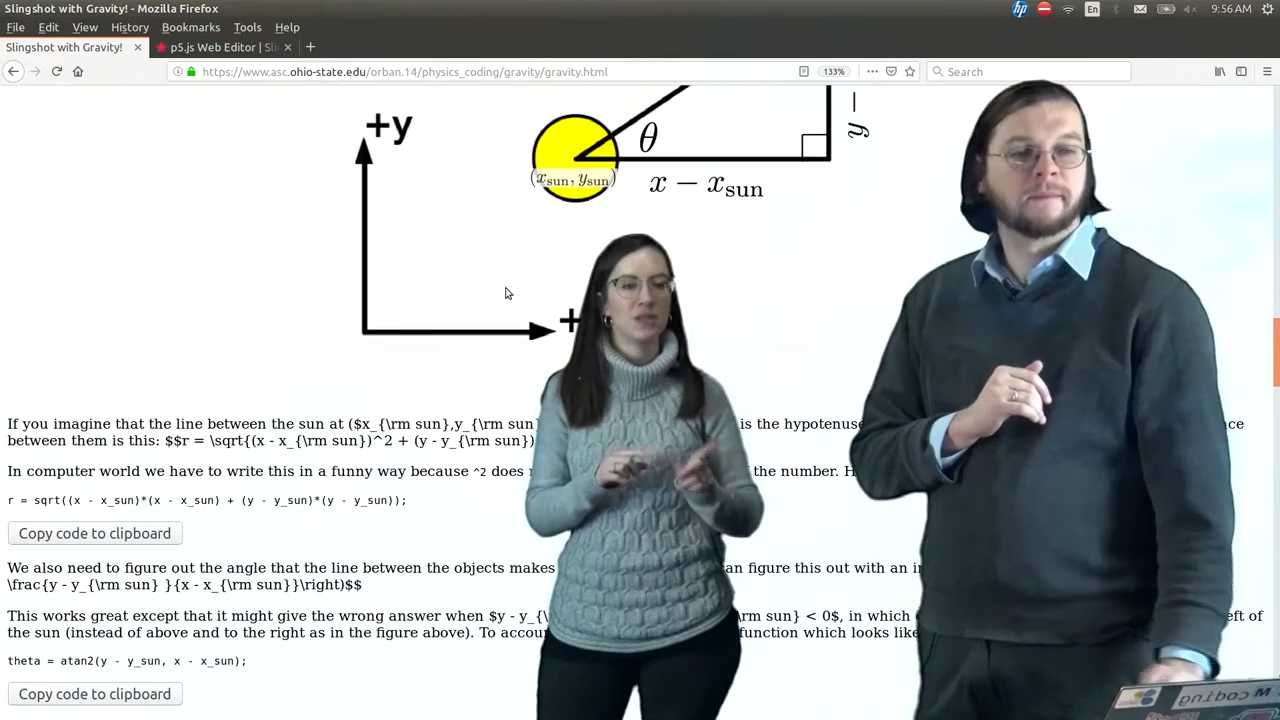 Slingshot with Gravity! - Mozilla Firefox
9:56 AM
En
File Edit View History Bookmarks Tools Help
Slingshot with Gravity! ×
p5.js Web Editor | Slin ×
https://www.asc.ohio-state.edu/orban.14/physics_coding/gravity/gravity.html
133%
Search
+y
θ
y −
(x_sun, y_sun)
x − x_sun
+
If you imagine that the line between the sun at ($x_{\rm sun},y_{\rm sun is the hypotenuse
between them is this: $$r = \sqrt{(x - x_{\rm sun})^2 + (y - y_{\rm sun})
In computer world we have to write this in a funny way because ^2 does of the number.
r = sqrt((x - x_sun)*(x - x_sun) + (y - y_sun)*(y - y_sun));
Copy code to clipboard
We also need to figure out the angle that the line between the objects makes can figure this out with an
\frac{y - y_{\rm sun} }{x - x_{\rm sun}}\right)$$
This works great except that it might give the wrong answer when $y - y_{\ sun} < 0$, in which of
the sun (instead of above and to the right as in the figure above). To function which looks like
theta = atan2(y - y_sun, x - x_sun);
Copy code to clipboard